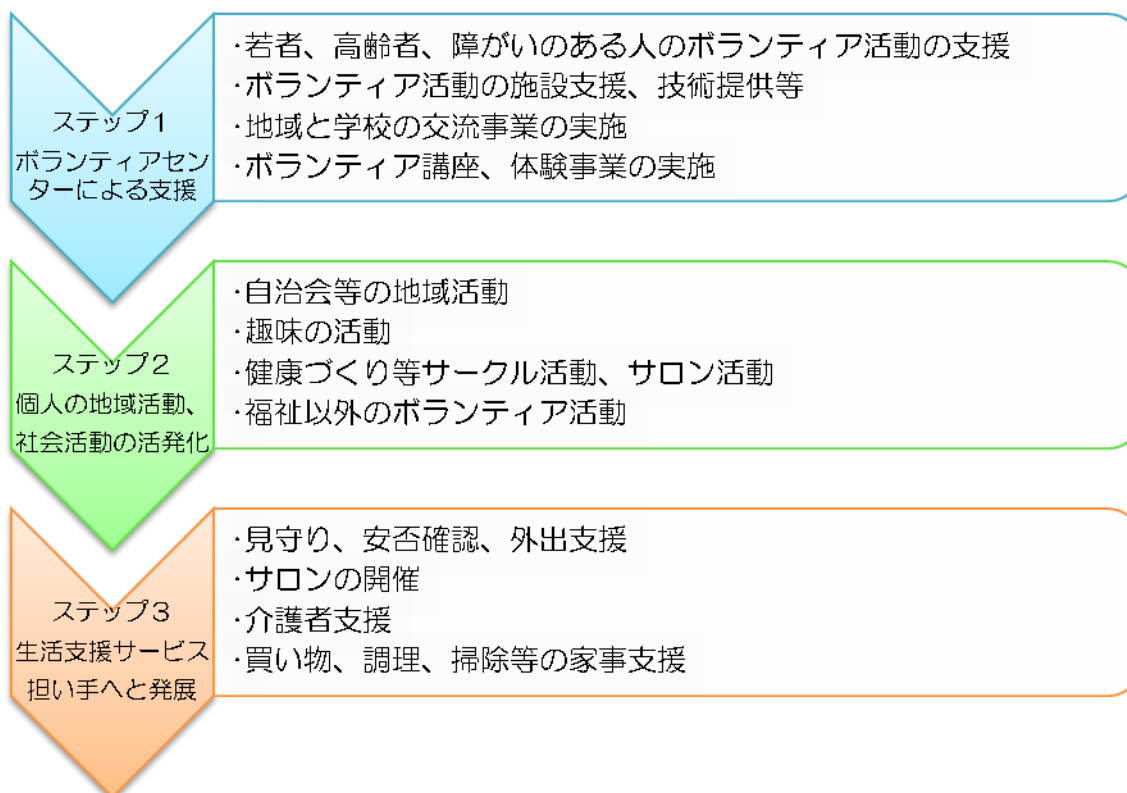 ステップ1
ボランティアセン
ターによる支援
・若者、高齢者、障がいのある人のボランティア活動の支援
・ボランティア活動の施設支援、技術提供等
・地域と学校の交流事業の実施
・ボランティア講座、体験事業の実施
ステップ2
個人の地域活動、
社会活動の活発化
・自治会等の地域活動
・趣味の活動
・健康づくり等サークル活動、サロン活動
・福祉以外のボランティア活動
ステップ3
生活支援サービス
担い手へと発展
・見守り、安否確認、外出支援
・サロンの開催
・介護者支援
・買い物、調理、掃除等の家事支援